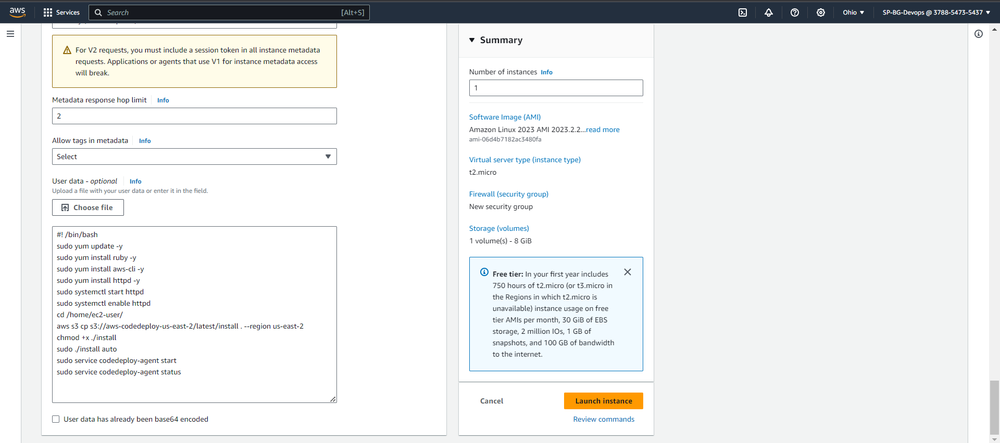 aws
Services
Search
[Alt+S]
Ohio
SP-BG-Devops @ 3788-5473-5437
For V2 requests, you must include a session token in all instance metadata
requests. Applications or agents that use V1 for instance metadata access
will break.
Metadata response hop limit
Info
2
Allow tags in metadata
Info
Select
User data - optional
Info
Upload a file with your user data or enter it in the field.
Choose file
#! /bin/bash
sudo yum update -y
sudo yum install ruby -y
sudo yum install aws-cli -y
sudo yum install httpd -y
sudo systemctl start httpd
sudo systemctl enable httpd
cd /home/ec2-user/
aws s3 cp s3://aws-codedeploy-us-east-2/latest/install . --region us-east-2
chmod +x ./install
sudo ./install auto
sudo service codedeploy-agent start
sudo service codedeploy-agent status
User data has already been base64 encoded
Summary
Number of instances
Info
1
Software Image (AMI)
Amazon Linux 2023 AMI 2023.2.2...read more
ami-06d4b7182ac3480fa
Virtual server type (instance type)
t2.micro
Firewall (security group)
New security group
Storage (volumes)
1 volume(s) - 8 GiB
Free tier: In your first year includes
750 hours of t2.micro (or t3.micro in
the Regions in which t2.micro is
unavailable) instance usage on free
tier AMIs per month, 30 GiB of EBS
storage, 2 million IOs, 1 GB of
snapshots, and 100 GB of bandwidth
to the internet.
Cancel
Launch instance
Review commands